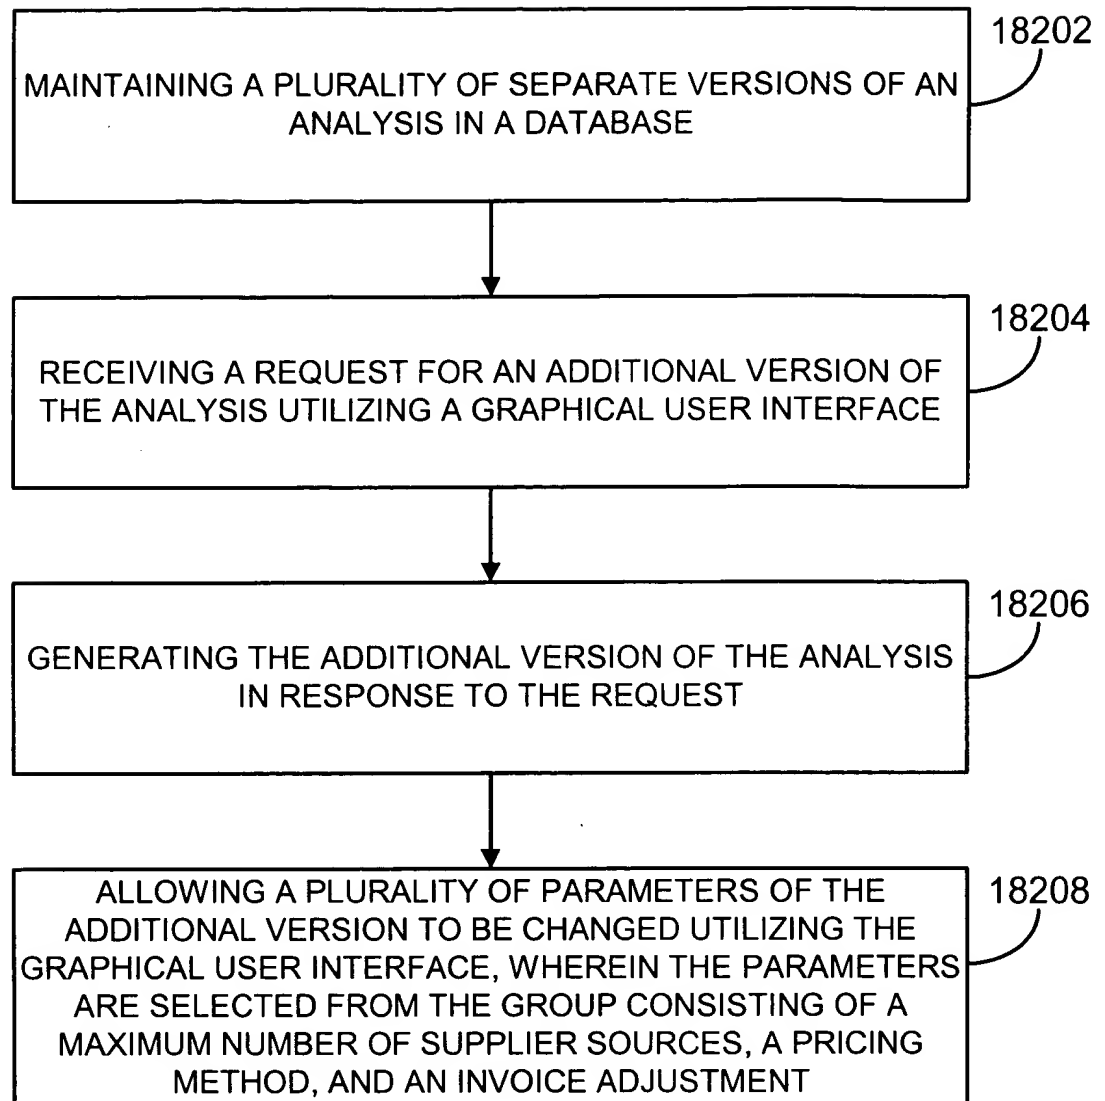 18202
MAINTAINING A PLURALITY OF SEPARATE VERSIONS OF AN
ANALYSIS IN A DATABASE
18204
RECEIVING A REQUEST FOR AN ADDITIONAL VERSION OF
THE ANALYSIS UTILIZING A GRAPHICAL USER INTERFACE
18206
GENERATING THE ADDITIONAL VERSION OF THE ANALYSIS
IN RESPONSE TO THE REQUEST
18208
ALLOWING A PLURALITY OF PARAMETERS OF THE
ADDITIONAL VERSION TO BE CHANGED UTILIZING THE
GRAPHICAL USER INTERFACE, WHEREIN THE PARAMETERS
ARE SELECTED FROM THE GROUP CONSISTING OF A
MAXIMUM NUMBER OF SUPPLIER SOURCES, A PRICING
METHOD, AND AN INVOICE ADJUSTMENT